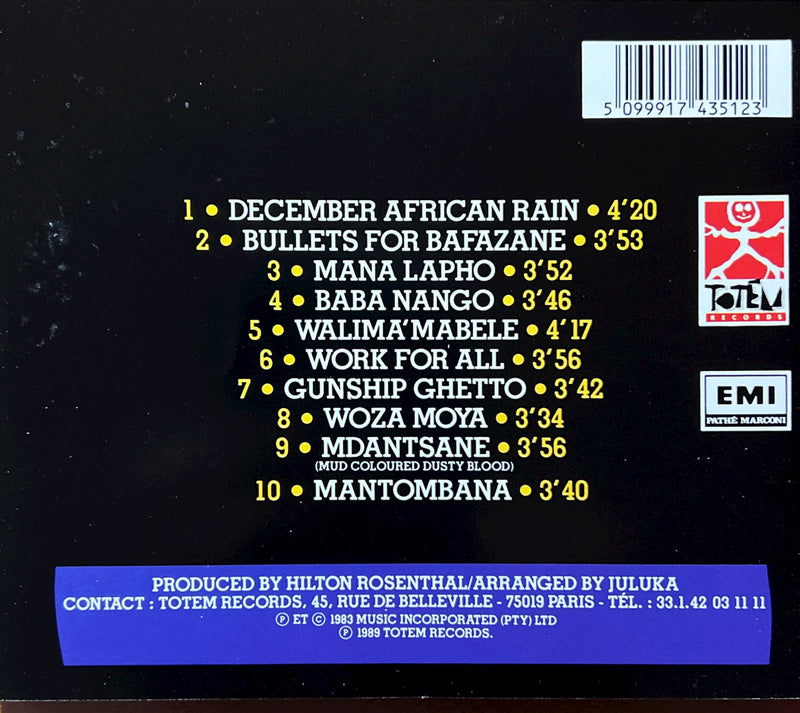 5 099917 435123
1 • DECEMBER AFRICAN RAIN • 4'20
2 • BULLETS FOR BAFAZANE • 3'53
3 • MANA LAPHO • 3'52
4 • BABA NANGO • 3'46
5 • WALIMA'MABELE • 4'17
6 • WORK FOR ALL • 3'56
7 • GUNSHIP GHETTO • 3'42
8 • WOZA MOYA • 3'34
9 • MDANTSANE • 3'56
(MUD COLOURED DUSTY BLOOD)
10 • MANTOMBANA • 3'40
TOTEM
RECORDS
EMI
PATHÉ MARCONI
PRODUCED BY HILTON ROSENTHAL/ARRANGED BY JULUKA
CONTACT : TOTEM RECORDS, 45, RUE DE BELLEVILLE - 75019 PARIS - TÉL. : 33.1.42 03 11 11
Ⓟ ET © 1983 MUSIC INCORPORATED (PTY) LTD
Ⓟ 1989 TOTEM RECORDS.